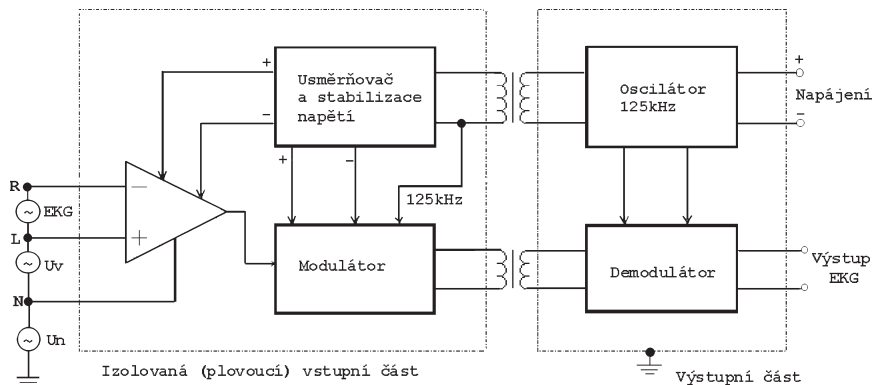 +
Usměrňovač
a stabilizace
napětí
−
Oscilátor
125kHz
+
Napájení
−
+
−
125kHz
R
−
EKG
L
+
Uv
N
Un
Modulátor
Demodulátor
Výstup
EKG
Izolovaná (plovoucí) vstupní část
Výstupní část